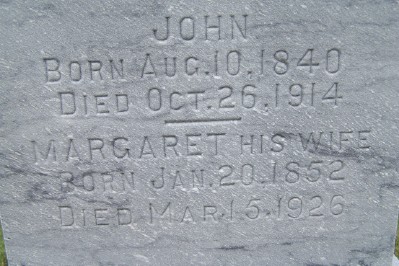 JOHN
BORN AUG. 10. 1840
DIED OCT. 26. 1914
MARGARET HIS WIFE
BORN JAN. 20. 1852
DIED MAR. 15. 1926